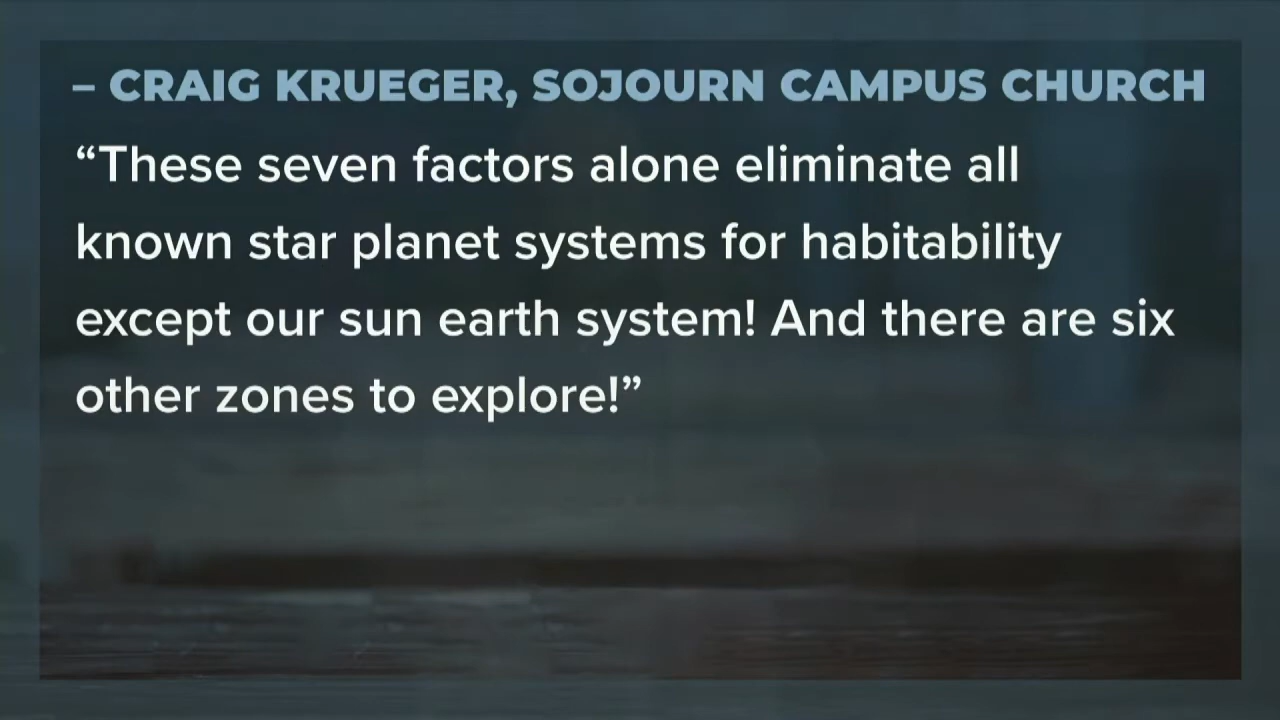 – CRAIG KRUEGER, SOJOURN CAMPUS CHURCH
“These seven factors alone eliminate all
known star planet systems for habitability
except our sun earth system! And there are six
other zones to explore!”